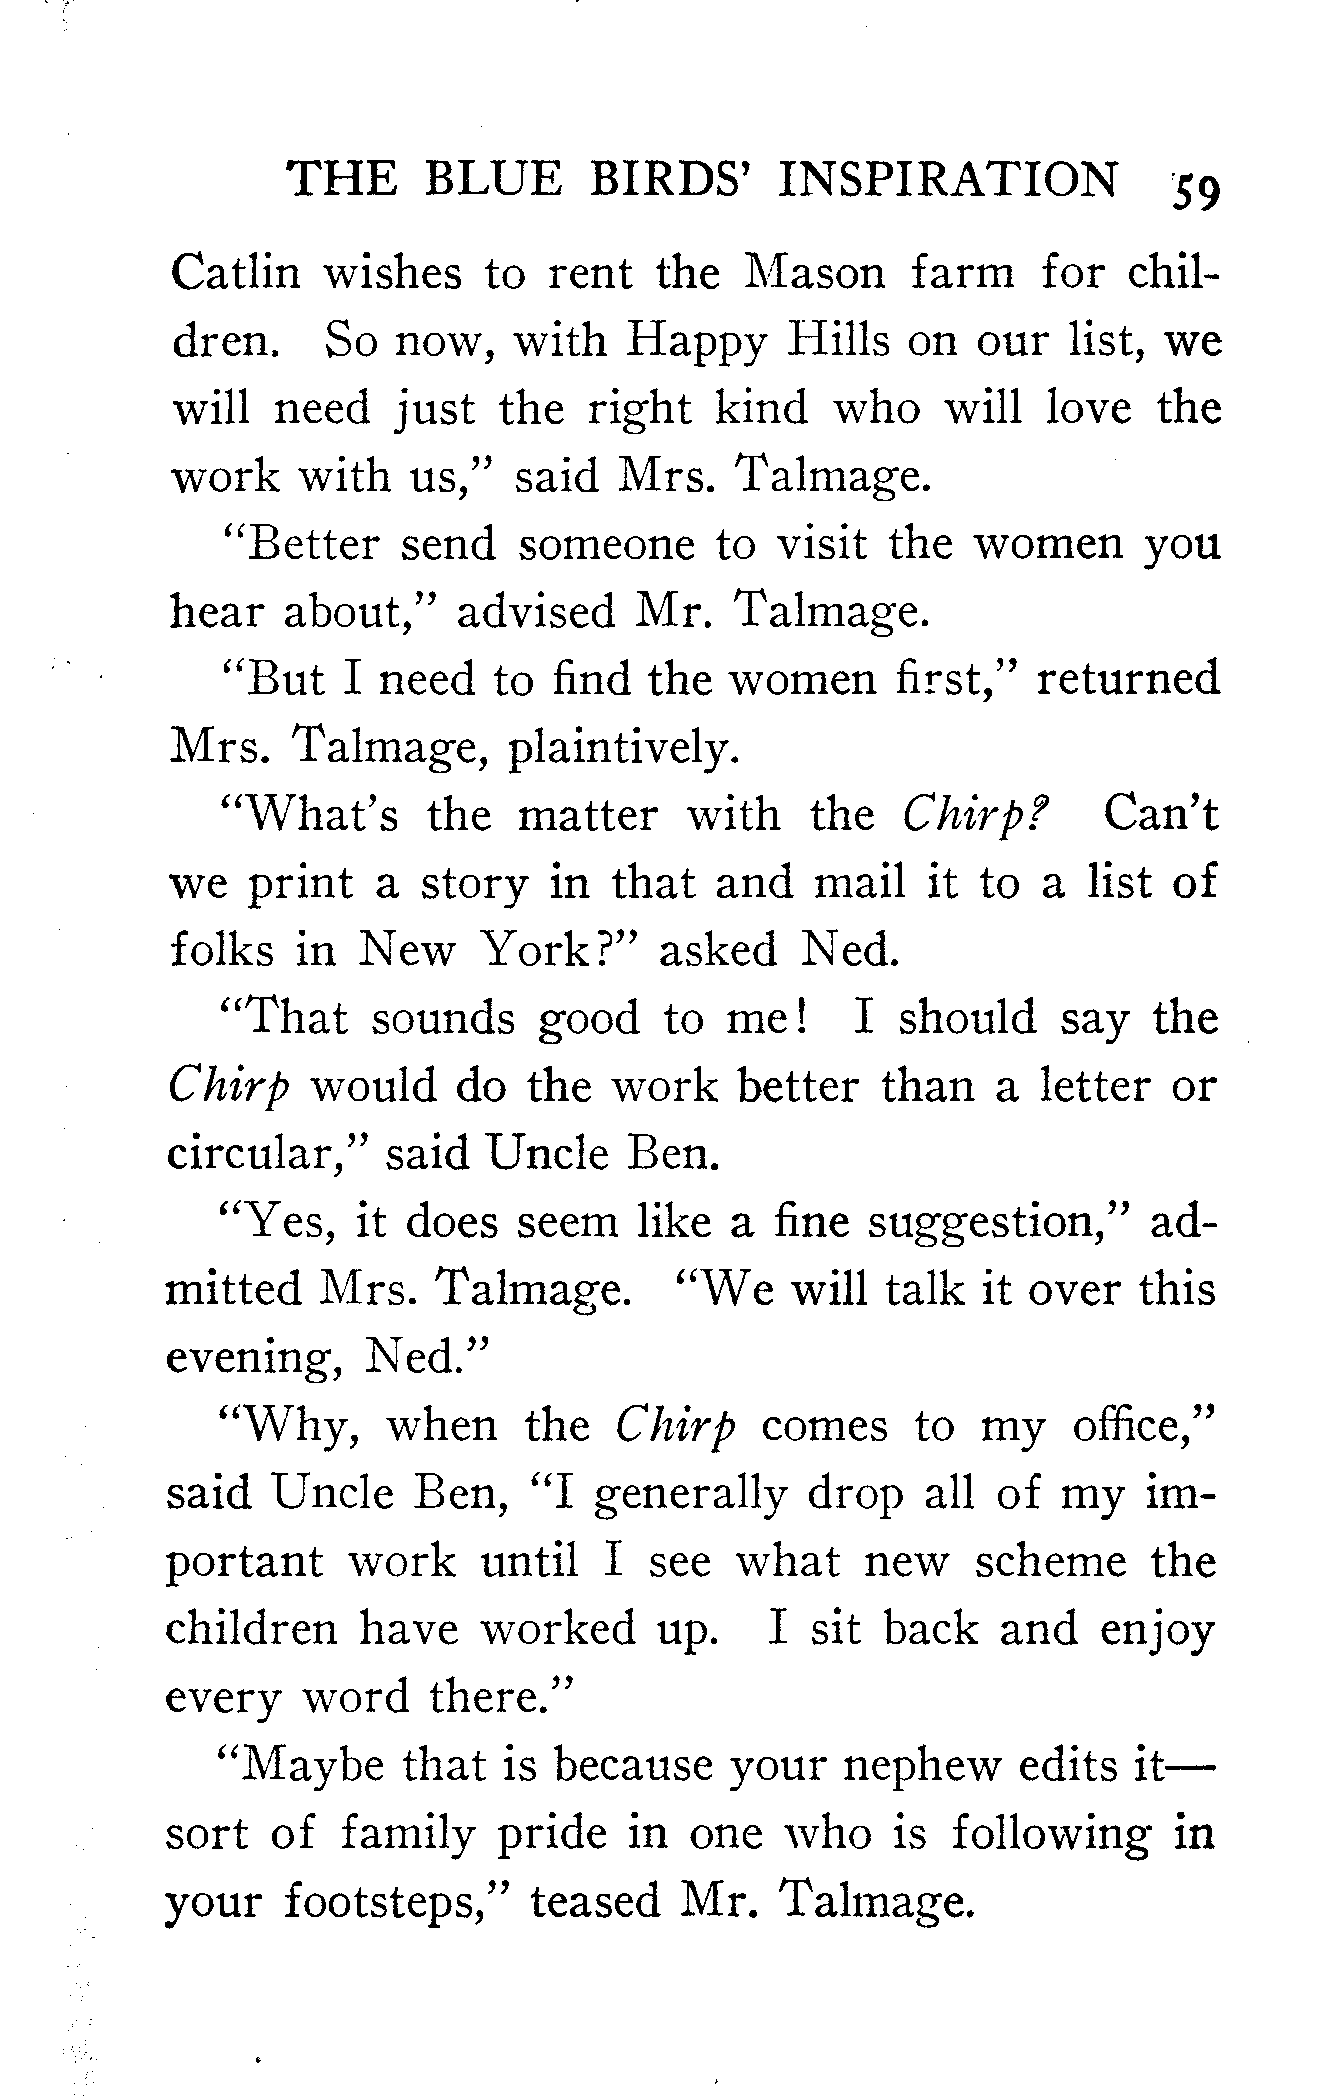 THE BLUE BIRDS' INSPIRATION 59
Catlin wishes to rent the Mason farm for chil-
dren. So now, with Happy Hills on our list, we
will need just the right kind who will love the
work with us,” said Mrs. Talmage.
“Better send someone to visit the women you
hear about,” advised Mr. Talmage.
“But I need to find the women first,” returned
Mrs. Talmage, plaintively.
“What's the matter with the Chirp? Can't
we print a story in that and mail it to a list of
folks in New York?” asked Ned.
“That sounds good to me! I should say the
Chirp would do the work better than a letter or
circular,” said Uncle Ben.
“Yes, it does seem like a fine suggestion,” ad-
mitted Mrs. Talmage. “We will talk it over this
evening, Ned.”
“Why, when the Chirp comes to my office,”
said Uncle Ben, “I generally drop all of my im-
portant work until I see what new scheme the
children have worked up. I sit back and enjoy
every word there.”
“Maybe that is because your nephew edits it—
sort of family pride in one who is following in
your footsteps,” teased Mr. Talmage.